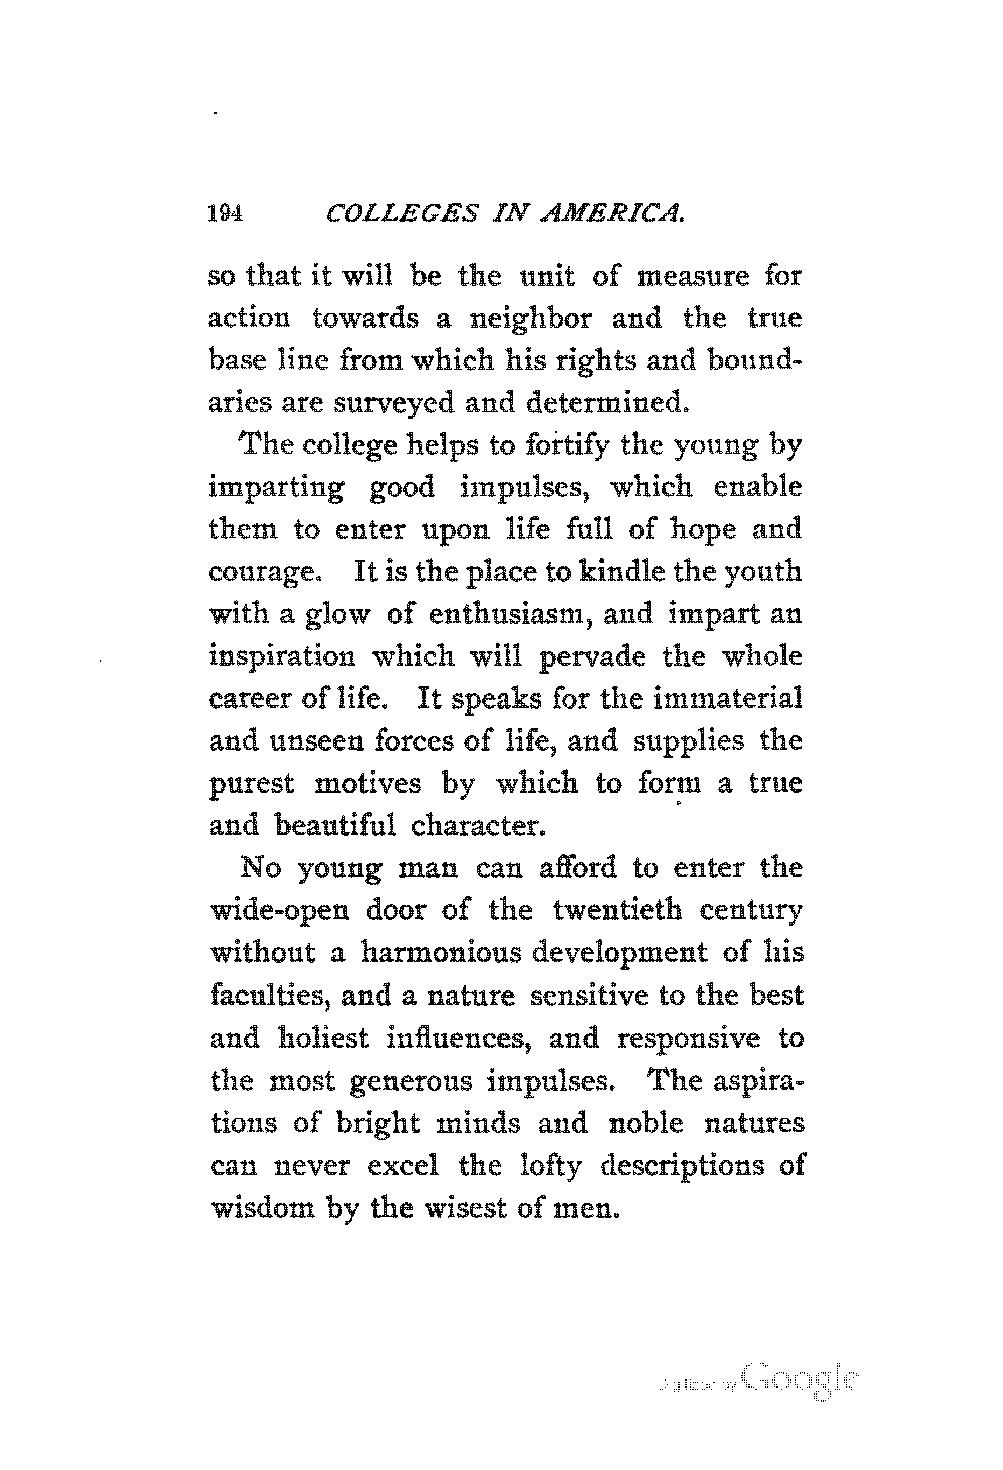 194 COLLEGES IN AMERICA.
so that it will be the unit of measure for
action towards a neighbor and the true
base line from which his rights and bound-
aries are surveyed and determined.
The college helps to fortify the young by
imparting good impulses, which enable
them to enter upon life full of hope and
courage. It is the place to kindle the youth
with a glow of enthusiasm, and impart an
inspiration which will pervade the whole
career of life. It speaks for the immaterial
and unseen forces of life, and supplies the
purest motives by which to form a true
and beautiful character.
No young man can afford to enter the
wide-open door of the twentieth century
without a harmonious development of his
faculties, and a nature sensitive to the best
and holiest influences, and responsive to
the most generous impulses. The aspira-
tions of bright minds and noble natures
can never excel the lofty descriptions of
wisdom by the wisest of men.
Digitized by Google